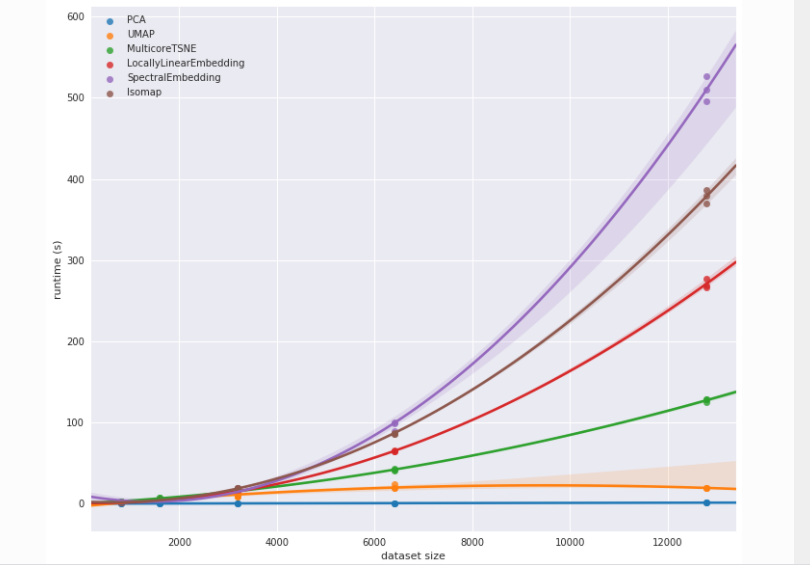 600
PCA
UMAP
MulticoreTSNE
LocallyLinearEmbedding
SpectralEmbedding
Isomap
500
400
300
200
100
0
runtime (s)
2000 4000 6000 8000 10000 12000
dataset size